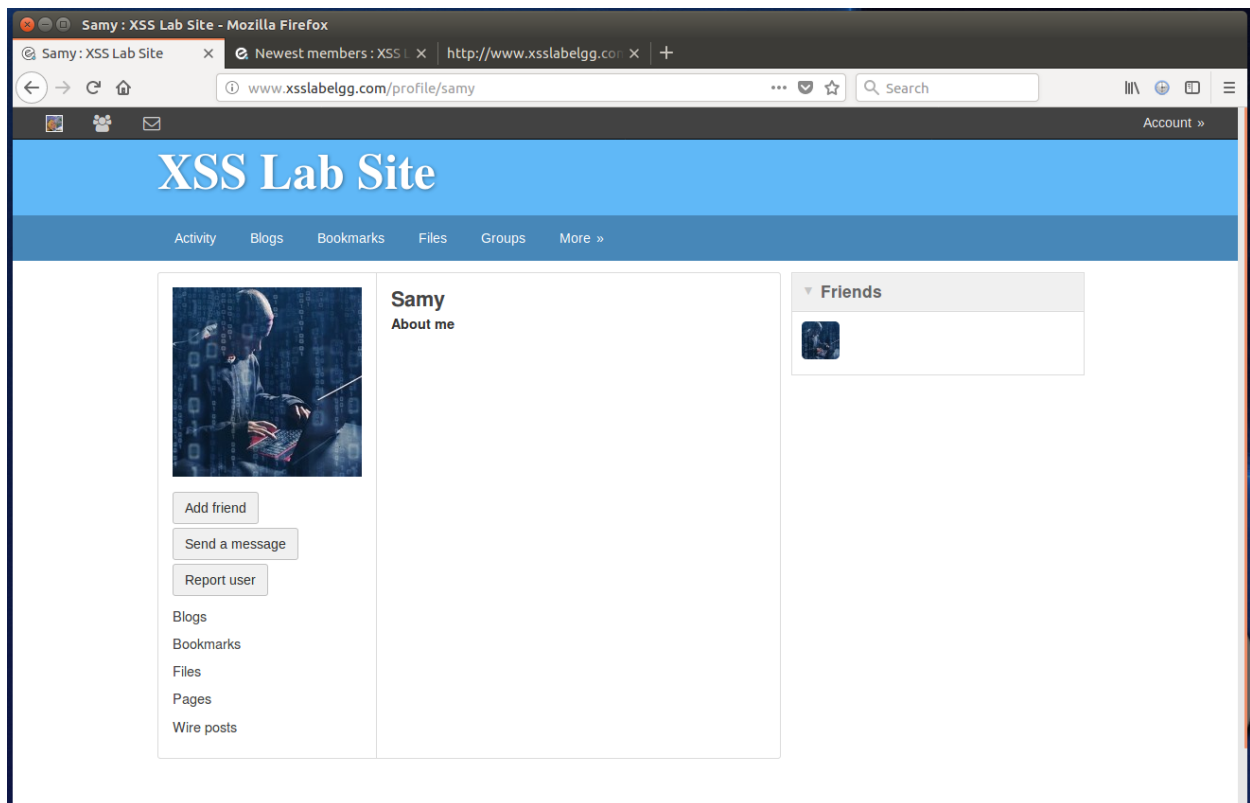 Samy : XSS Lab Site - Mozilla Firefox
Samy : XSS Lab Site
Newest members : XSS L
http://www.xsslabelgg.con
www.xsslabelgg.com/profile/samy
Search
Account »
XSS Lab Site
Activity Blogs Bookmarks Files Groups More »
Samy
About me
Friends
Add friend
Send a message
Report user
Blogs
Bookmarks
Files
Pages
Wire posts